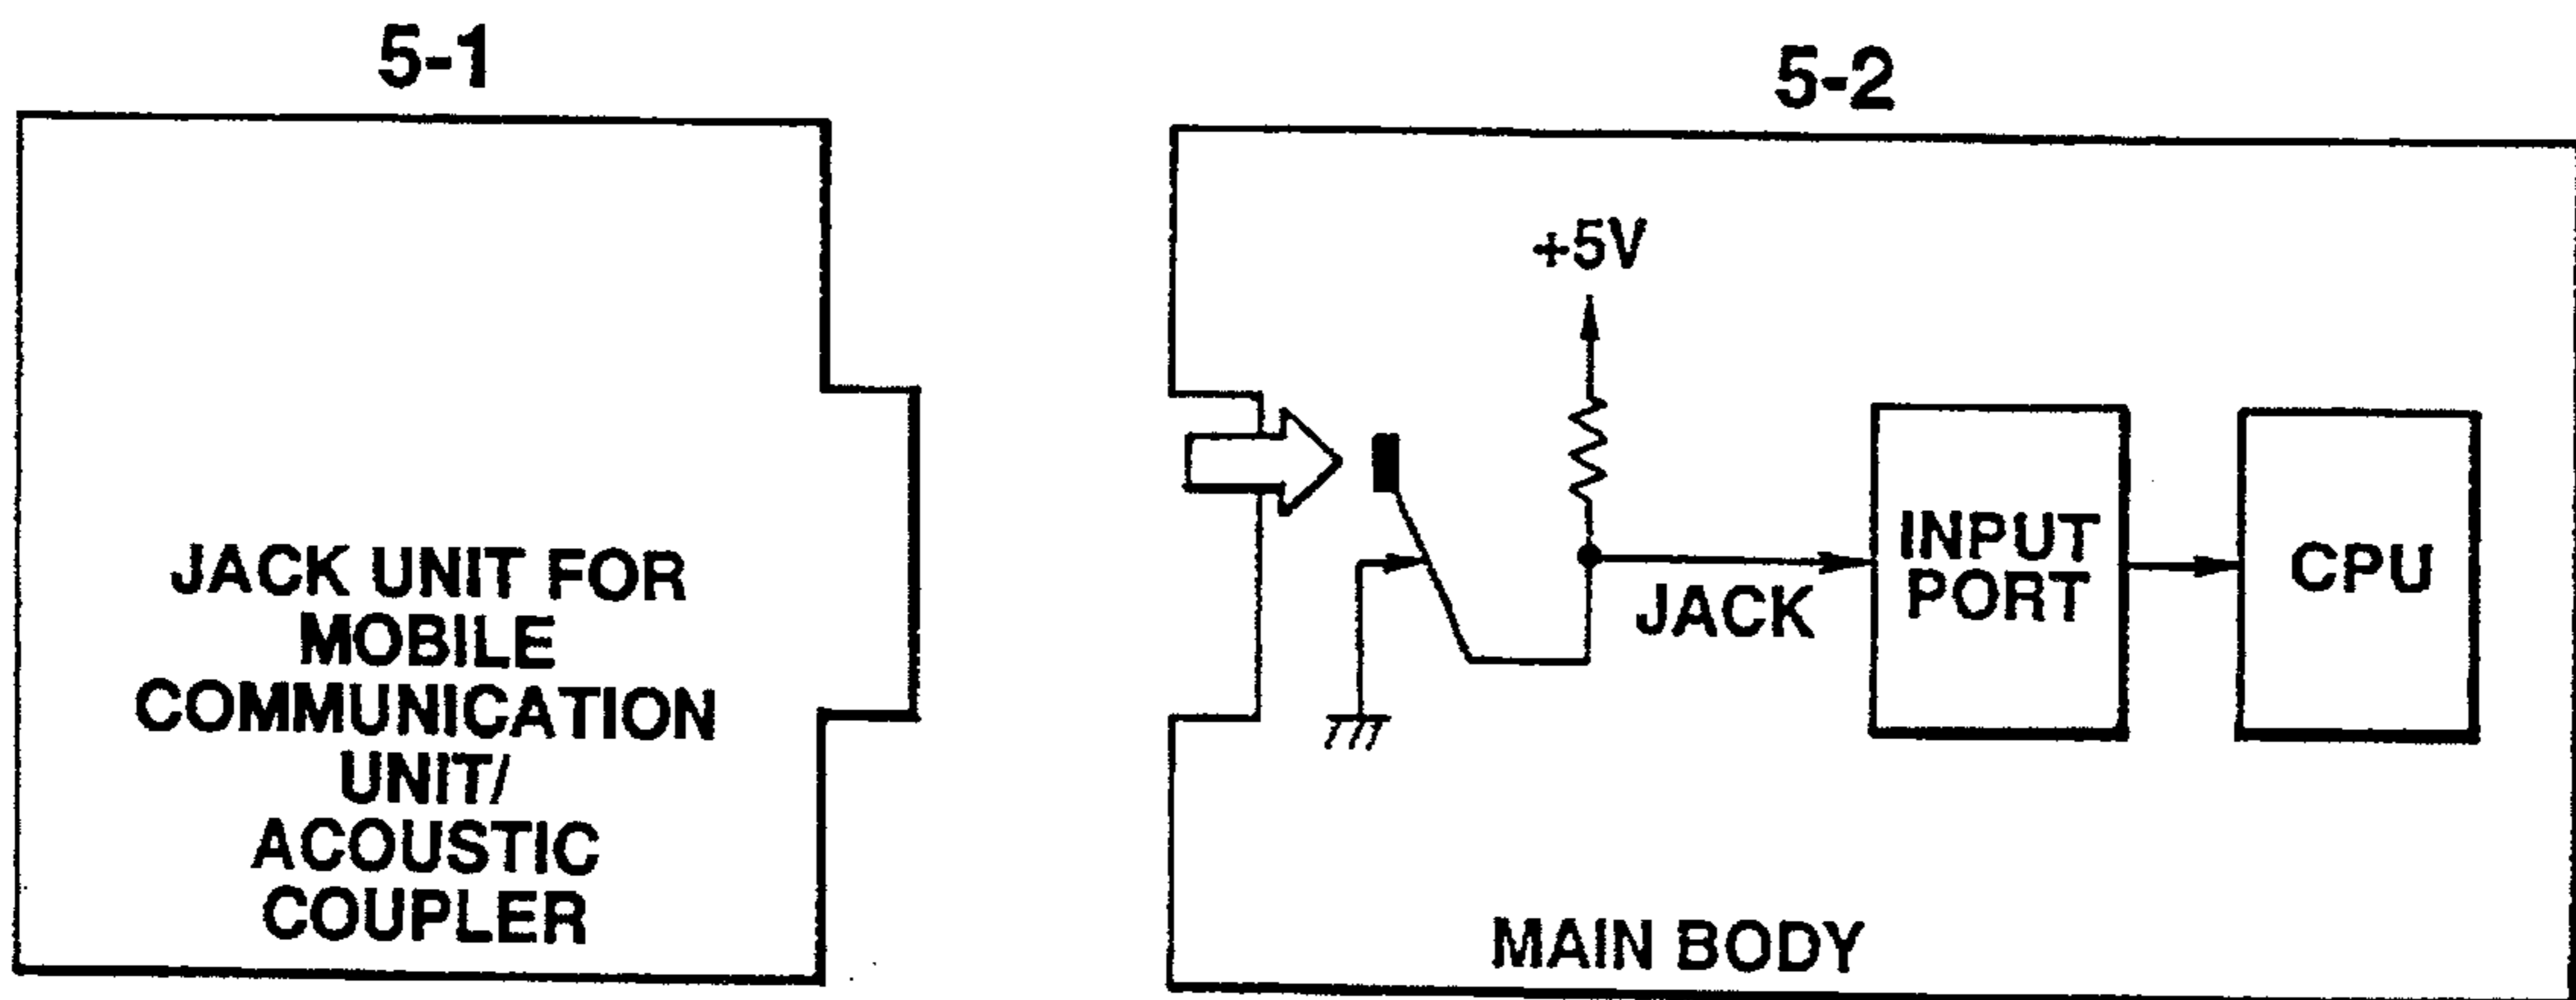 5-1
JACK UNIT FOR
MOBILE
COMMUNICATION
UNIT/
ACOUSTIC
COUPLER
5-2
+5V
JACK
INPUT
PORT
CPU
MAIN BODY